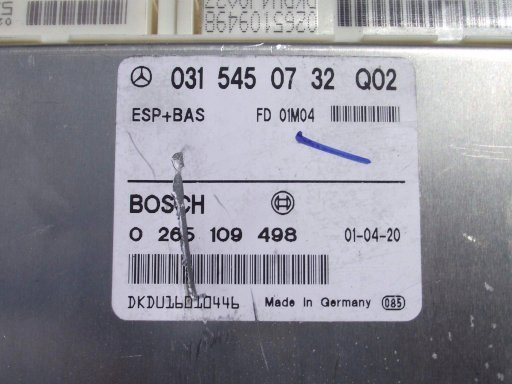 031 545 07 32 Q02
ESP+BAS FD 01M04
BOSCH
0 265 109 498 01-04-20
DKDU16010446 Made in Germany 085